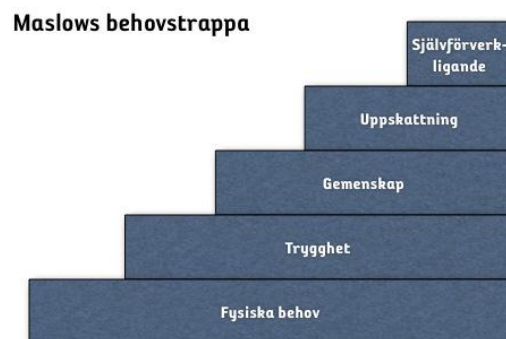 Maslows behovstrappa
Självförverk-
ligande
Uppskattning
Gemenskap
Trygghet
Fysiska behov